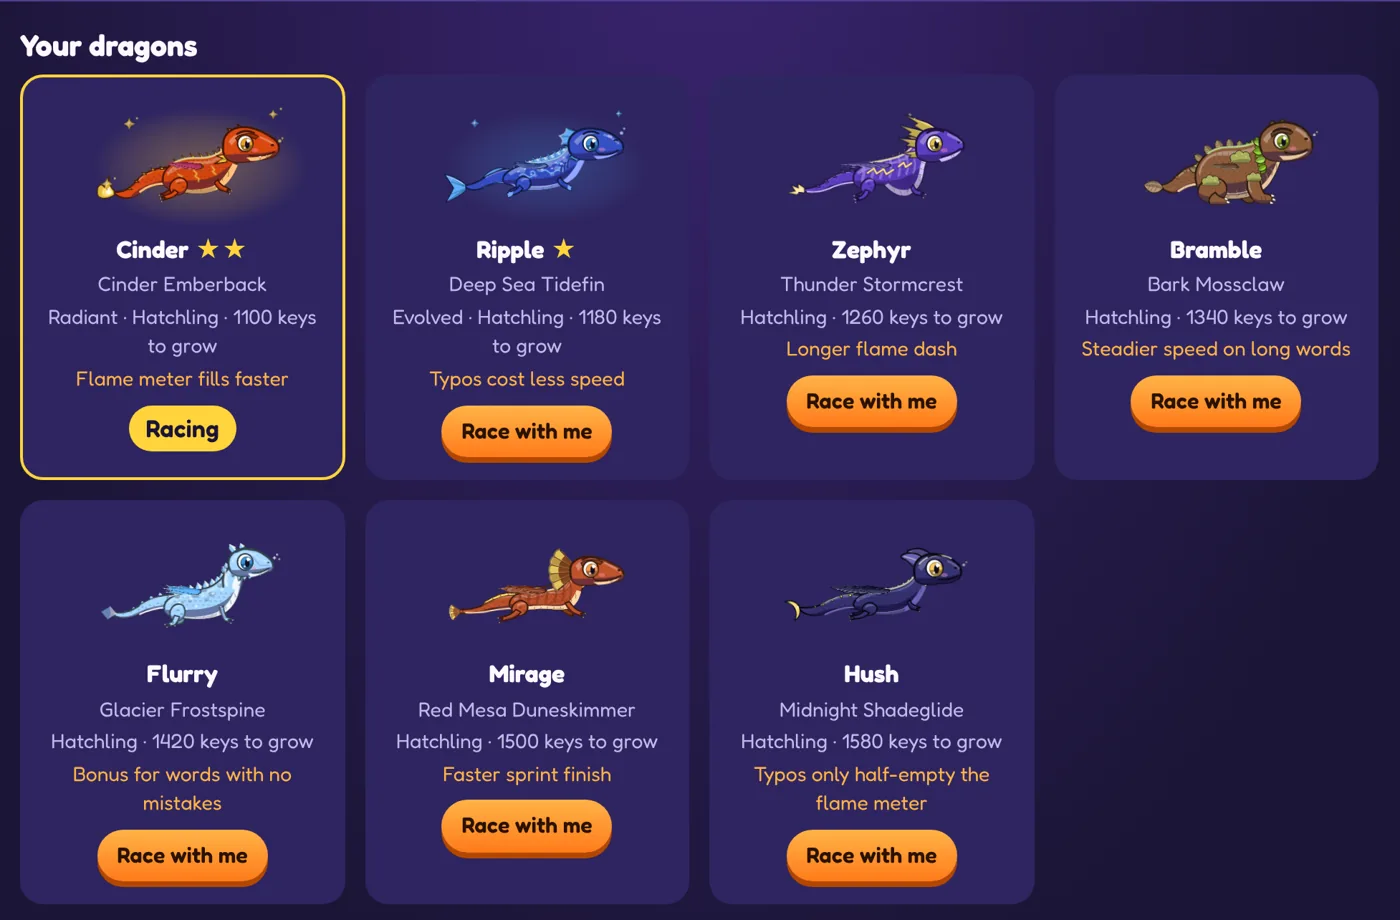 Your dragons
Cinder ★ ★
Cinder Emberback
Radiant · Hatchling · 1100 keys
to grow
Flame meter fills faster
Racing
Ripple ★
Deep Sea Tidefin
Evolved · Hatchling · 1180 keys
to grow
Typos cost less speed
Race with me
Zephyr
Thunder Stormcrest
Hatchling · 1260 keys to grow
Longer flame dash
Race with me
Bramble
Bark Mossclaw
Hatchling · 1340 keys to grow
Steadier speed on long words
Race with me
Flurry
Glacier Frostspine
Hatchling · 1420 keys to grow
Bonus for words with no
mistakes
Race with me
Mirage
Red Mesa Duneskimmer
Hatchling · 1500 keys to grow
Faster sprint finish
Race with me
Hush
Midnight Shadeglide
Hatchling · 1580 keys to grow
Typos only half-empty the
flame meter
Race with me